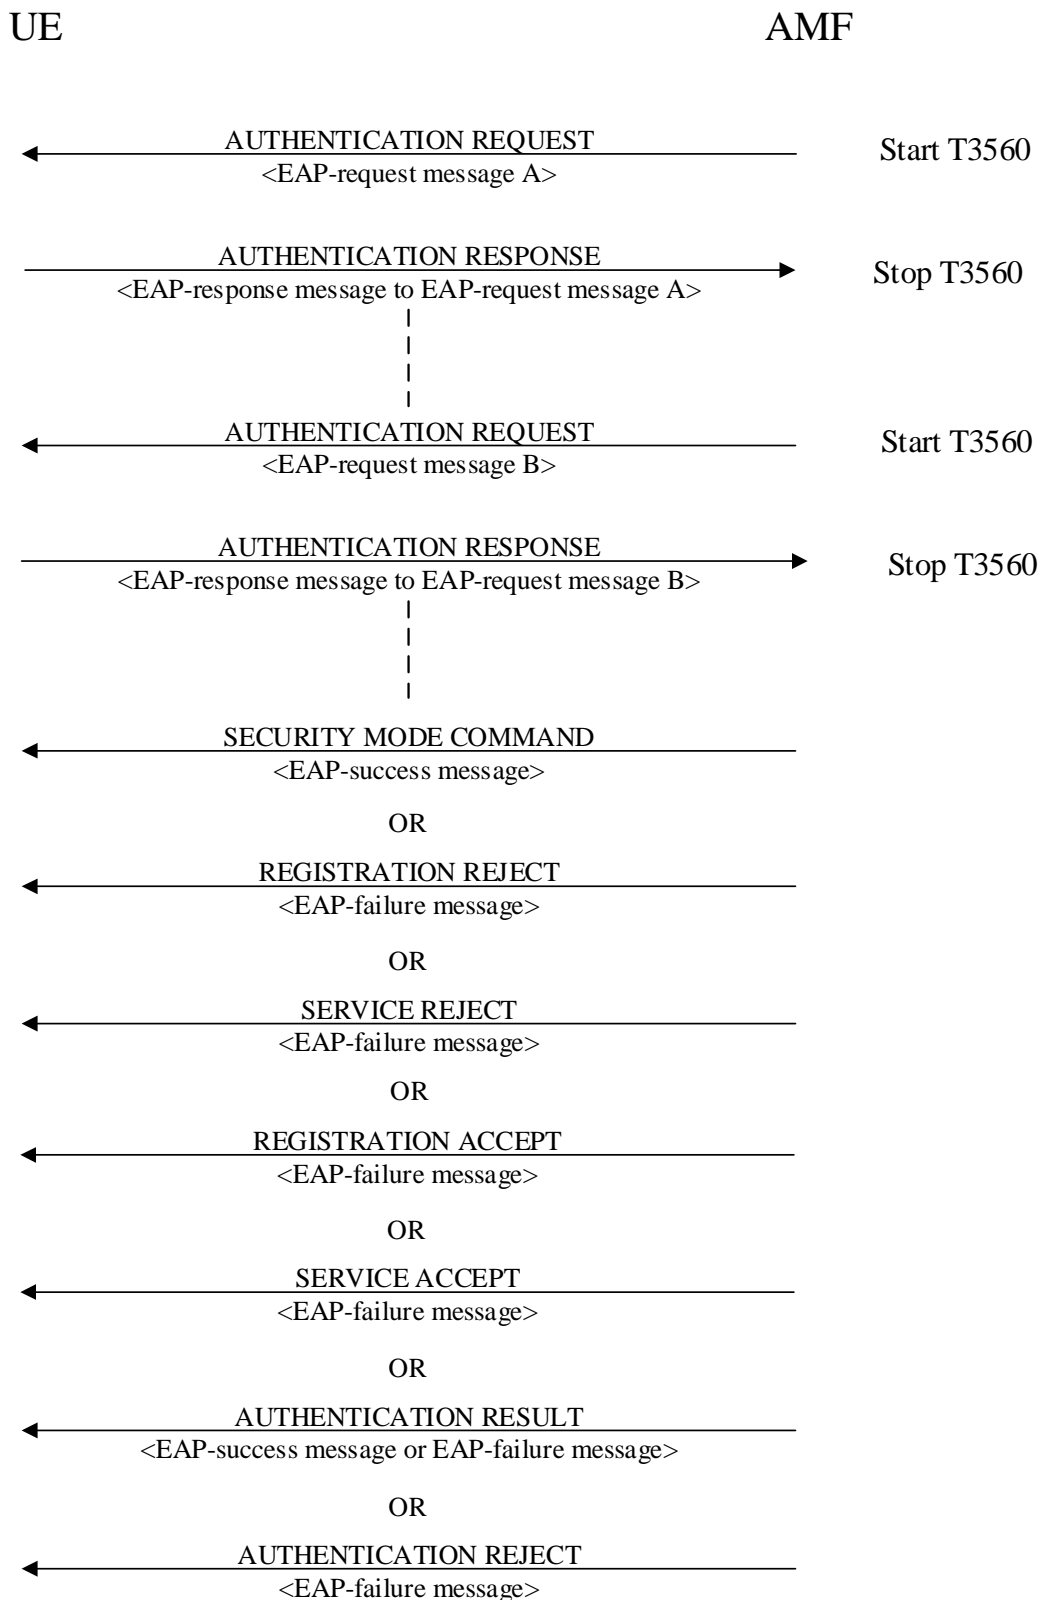 UE AMF
AUTHENTICATION REQUEST
Start T3560
<EAP-request message A>
AUTHENTICATION RESPONSE
Stop T3560
<EAP-response message to EAP-request message A>
AUTHENTICATION REQUEST
Start T3560
<EAP-request message B>
AUTHENTICATION RESPONSE
Stop T3560
<EAP-response message to EAP-request message B>
SECURITY MODE COMMAND
<EAP-success message>
OR
REGISTRATION REJECT
<EAP-failure message>
OR
SERVICE REJECT
<EAP-failure message>
OR
REGISTRATION ACCEPT
<EAP-failure message>
OR
SERVICE ACCEPT
<EAP-failure message>
OR
AUTHENTICATION RESULT
<EAP-success message or EAP-failure message>
OR
AUTHENTICATION REJECT
<EAP-failure message>